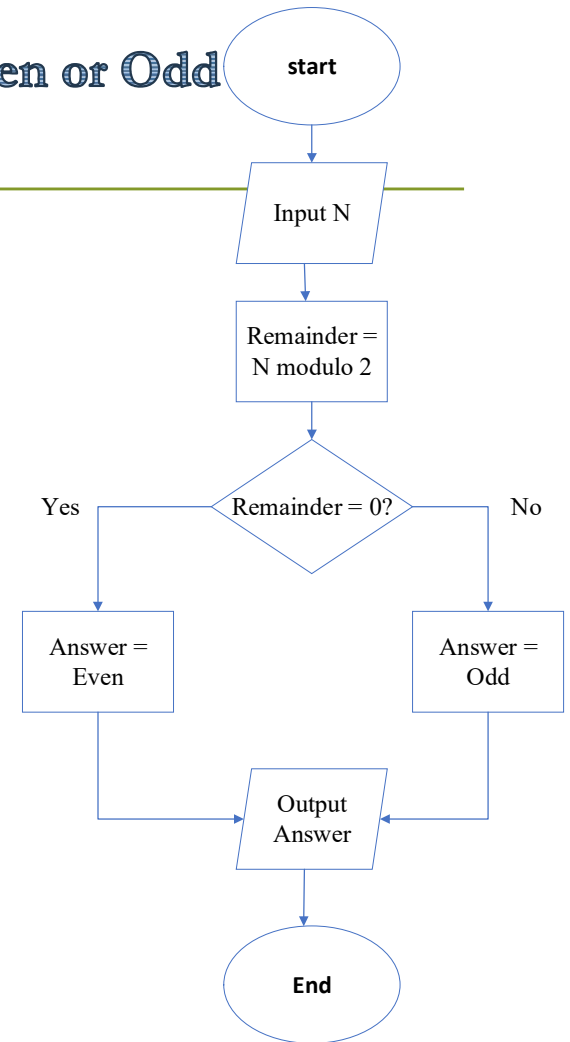 en or Odd
start
Input N
Remainder =
N modulo 2
Remainder = 0?
Yes
No
Answer =
Even
Answer =
Odd
Output
Answer
End